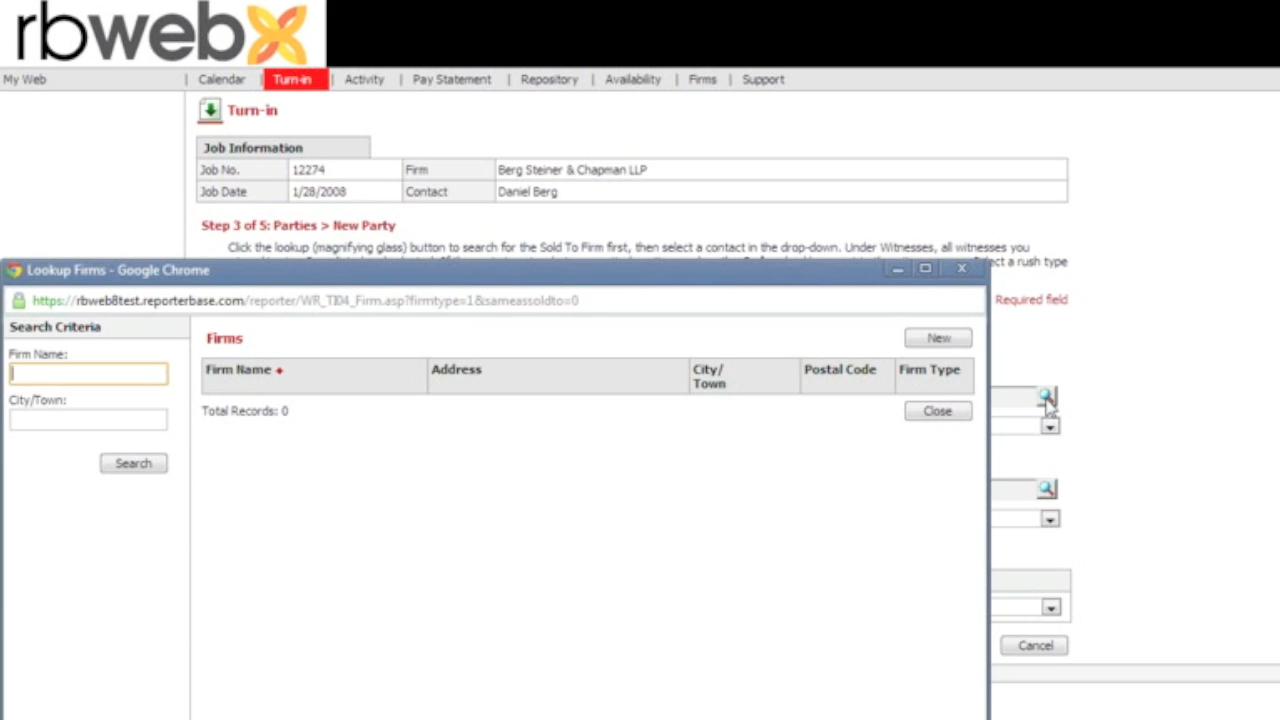 rbweb
My Web | Calendar | Turn-in | Activity | Pay Statement | Repository | Availability | Firms | Support
Turn-in
Job Information
Job No. 12274 Firm Berg Steiner & Chapman LLP
Job Date 1/28/2008 Contact Daniel Berg
Step 3 of 5: Parties > New Party
Click the lookup (magnifying glass) button to search for the Sold To Firm first, then select a contact in the drop-down. Under Witnesses, all witnesses you
a rush type
Lookup Firms - Google Chrome
https://rbweb8test.reporterbase.com/reporter/WR_TI04_Firm.asp?firmtype=1&sameassoldto=0
Required field
Search Criteria
Firms
New
Firm Name:
Firm Name Address City/ Postal Code Firm Type
Town
City/Town:
Total Records: 0
Close
Search
Cancel